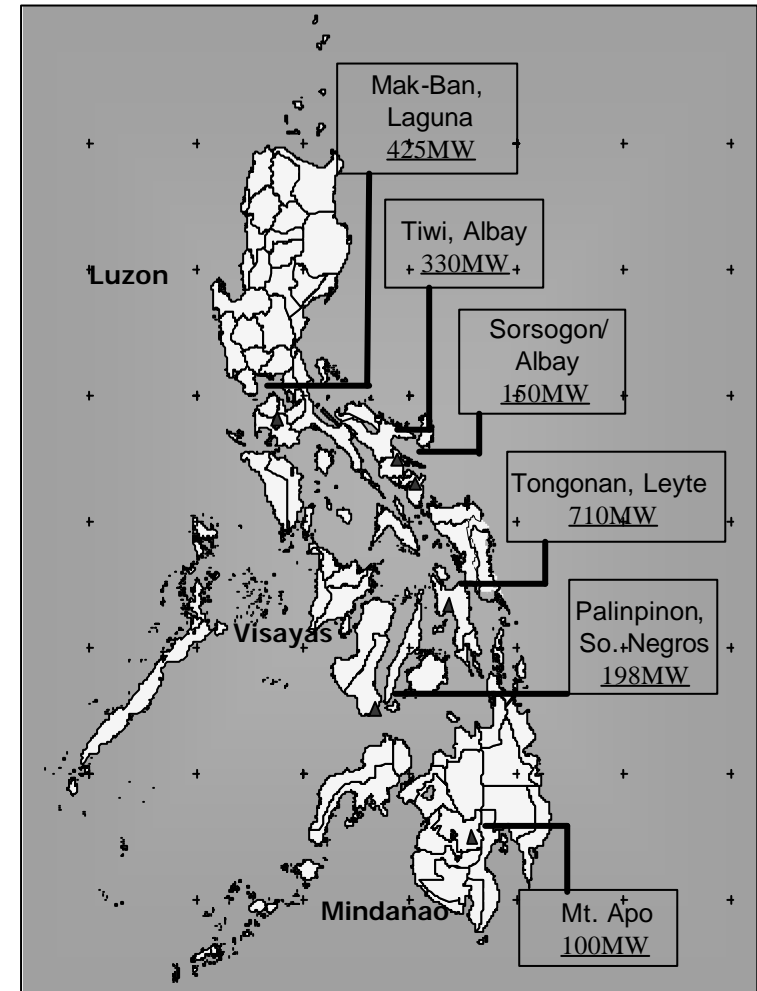 Mak-Ban,
Laguna
425MW
Tiwi, Albay
330MW
Luzon
Sorsogon/
Albay
150MW
Tongonan, Leyte
710MW
Palinpinon,
So. Negros
198MW
Visayas
Mindanao
Mt. Apo
100MW